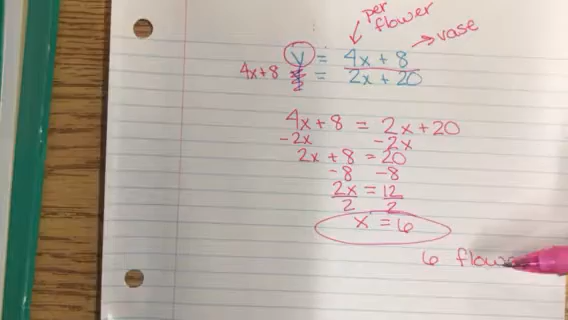 per
flower
vase
y = 4x + 8
4x+8 = 2x + 20
4x+8 = 2x+20
-2x -2x
2x + 8 = 20
-8 -8
2x = 12
2 2
x = 6
6